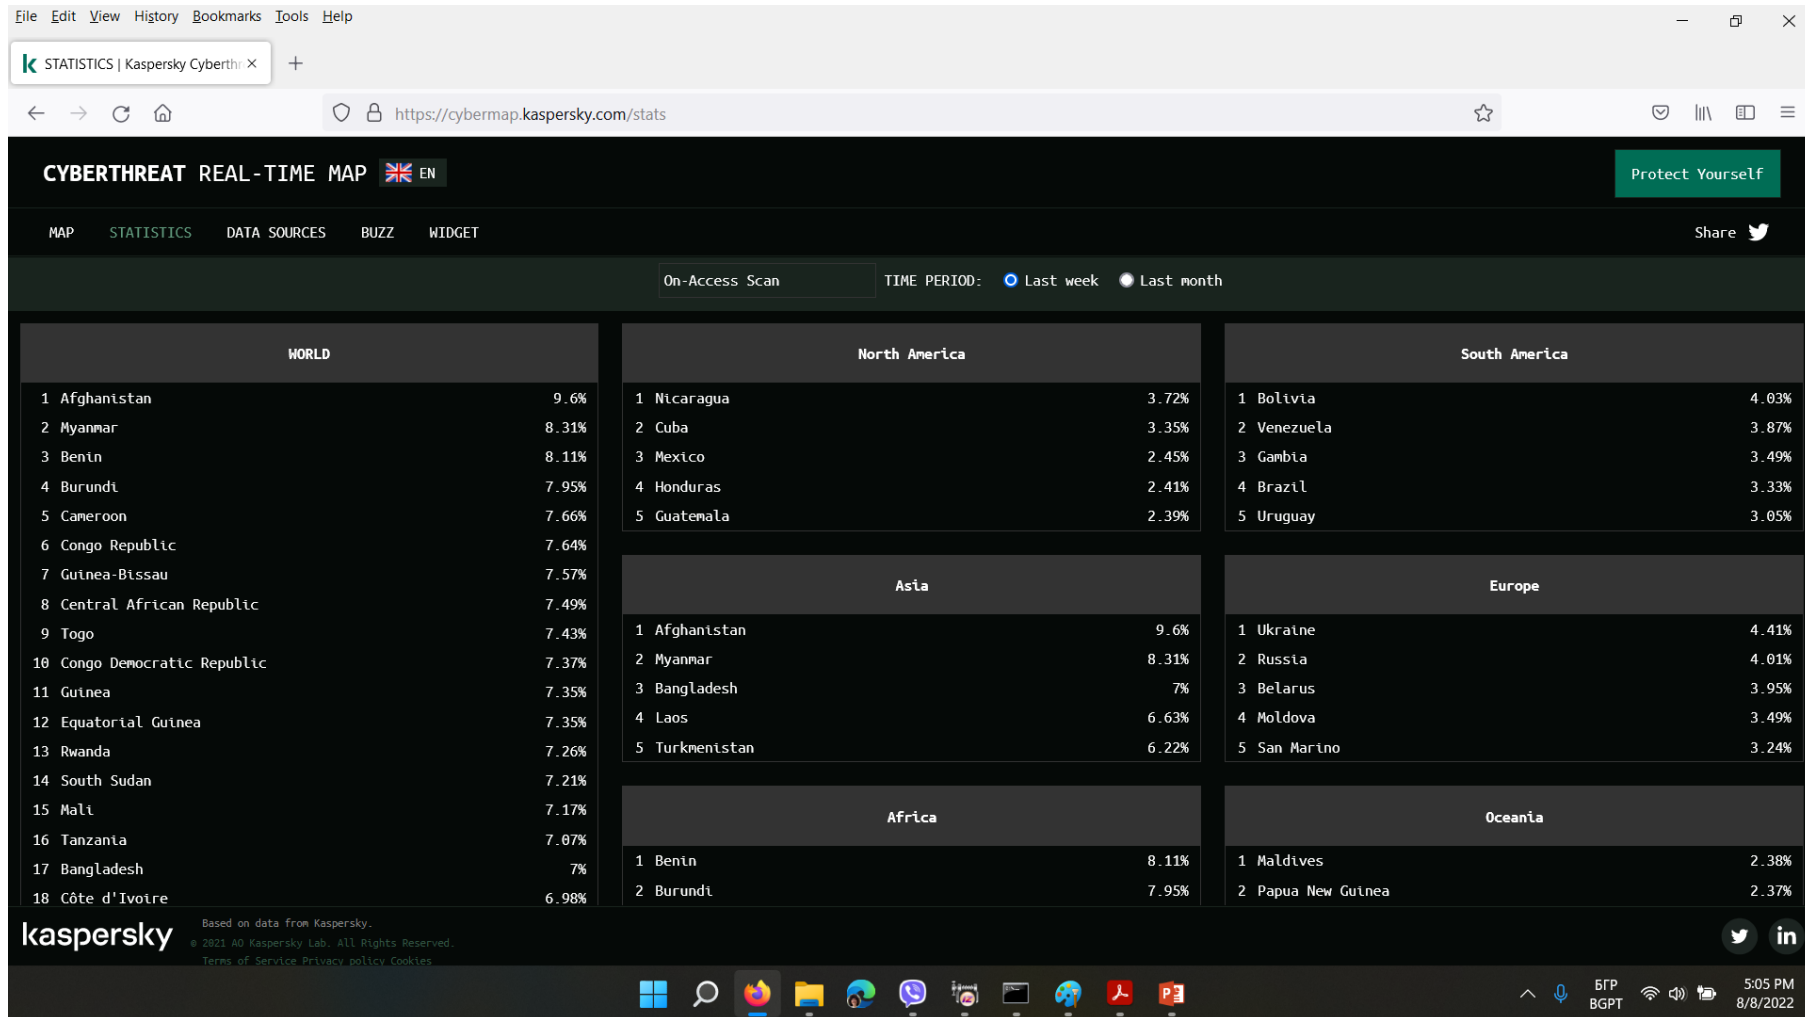 File Edit View History Bookmarks Tools Help
STATISTICS | Kaspersky Cyberthr
https://cybermap.kaspersky.com/stats
CYBERTHREAT REAL-TIME MAP EN
Protect Yourself
MAP STATISTICS DATA SOURCES BUZZ WIDGET
Share
On-Access Scan TIME PERIOD: Last week Last month
WORLD
1 Afghanistan 9.6%
2 Myanmar 8.31%
3 Benin 8.11%
4 Burundi 7.95%
5 Cameroon 7.66%
6 Congo Republic 7.64%
7 Guinea-Bissau 7.57%
8 Central African Republic 7.49%
9 Togo 7.43%
10 Congo Democratic Republic 7.37%
11 Guinea 7.35%
12 Equatorial Guinea 7.35%
13 Rwanda 7.26%
14 South Sudan 7.21%
15 Mali 7.17%
16 Tanzania 7.07%
17 Bangladesh 7%
18 Côte d'Ivoire 6.98%
North America
1 Nicaragua 3.72%
2 Cuba 3.35%
3 Mexico 2.45%
4 Honduras 2.41%
5 Guatemala 2.39%
South America
1 Bolivia 4.03%
2 Venezuela 3.87%
3 Gambia 3.49%
4 Brazil 3.33%
5 Uruguay 3.05%
Asia
1 Afghanistan 9.6%
2 Myanmar 8.31%
3 Bangladesh 7%
4 Laos 6.63%
5 Turkmenistan 6.22%
Europe
1 Ukraine 4.41%
2 Russia 4.01%
3 Belarus 3.95%
4 Moldova 3.49%
5 San Marino 3.24%
Africa
1 Benin 8.11%
2 Burundi 7.95%
Oceania
1 Maldives 2.38%
2 Papua New Guinea 2.37%
kaspersky
Based on data from Kaspersky.
© 2021 AO Kaspersky Lab. All Rights Reserved.
Terms of Service Privacy policy Cookies
in
БГР
BGPT
5:05 PM
8/8/2022